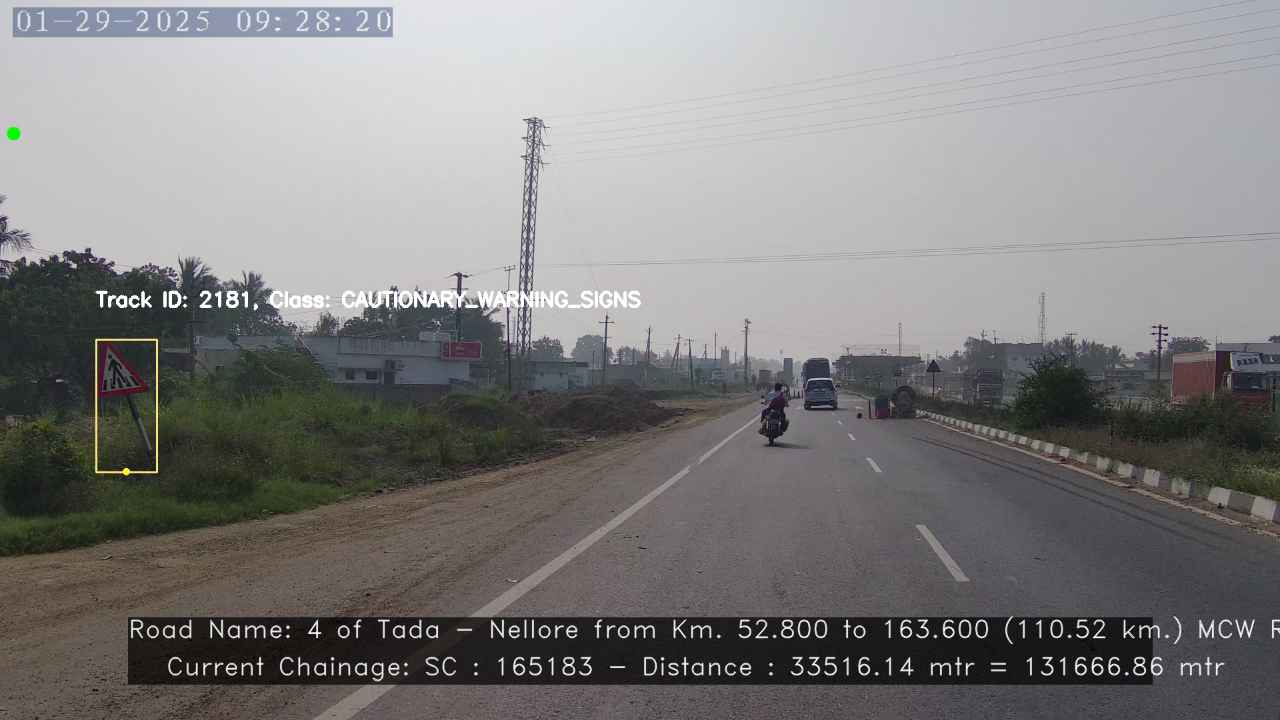 01-29-2025 09:28:20
Track ID: 2181, Class: CAUTIONARY_WARNING_SIGNS
Road Name: 4 of Tada - Nellore from Km. 52.800 to 163.600 (110.52 km.) MCW R
Current Chainage: SC : 165183 - Distance : 33516.14 mtr = 131666.86 mtr